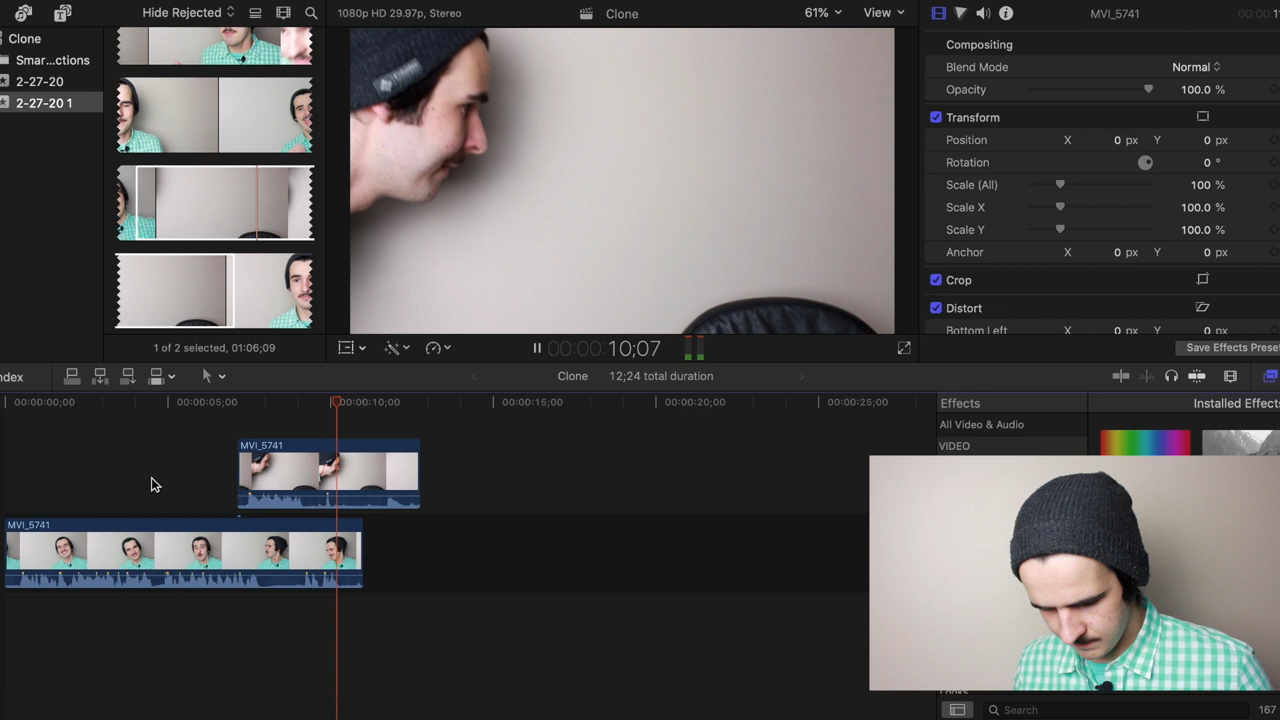 Hide Rejected
1080p HD 29.97p, Stereo
Clone
61%
View
MVI_5741
Clone
Smar...ctions
2-27-20
2-27-20 1
Compositing
Blend Mode Normal
Opacity 100.0 %
Transform
Position X 0 px Y 0 px
Rotation 0 °
Scale (All) 100 %
Scale X 100.0 %
Scale Y 100.0 %
Anchor X 0 px Y 0 px
Crop
Distort
Bottom Left
1 of 2 selected, 01:06;09
00:00:00:10;07
Save Effects Preset
ndex
Clone 12;24 total duration
00:00:00;00 00:00:05;00 00:00:10;00 00:00:15;00 00:00:20;00 00:00:25;00
Effects
Installed Effects
All Video & Audio
VIDEO
MVI_5741
MVI_5741
Looks
Search
167